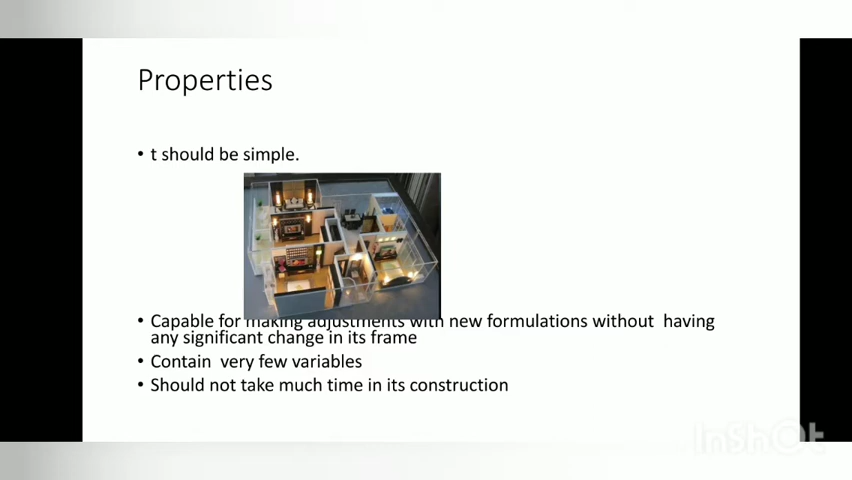 Properties
• t should be simple.
• Capable for making adjustments with new formulations without having
any significant change in its frame
• Contain very few variables
• Should not take much time in its construction
InShOt